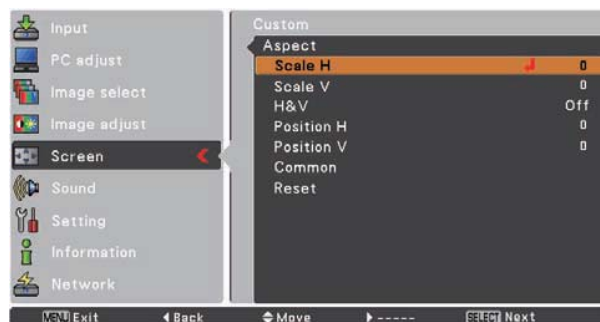 Input
PC adjust
Image select
Image adjust
Screen
Sound
Setting
Information
Network
Custom
Aspect
Scale H 0
Scale V 0
H&V Off
Position H 0
Position V 0
Common
Reset
MENU Exit Back Move ----- SELECT Next